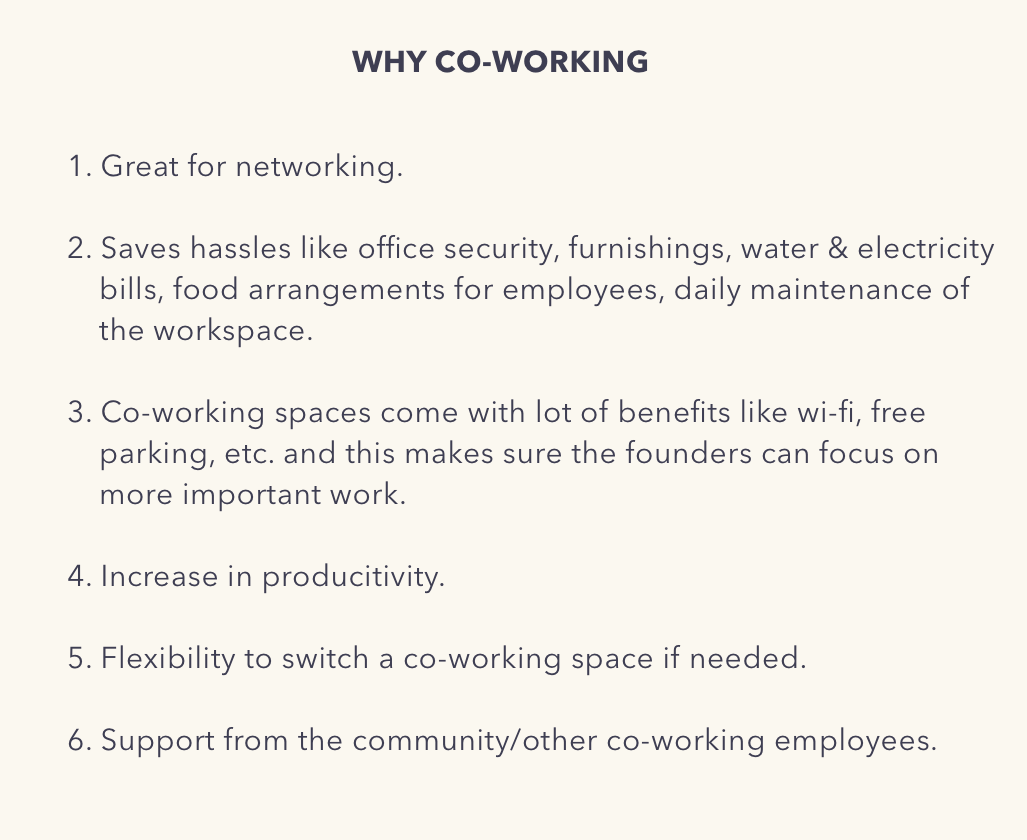 WHY CO-WORKING
1. Great for networking.
2. Saves hassles like office security, furnishings, water & electricity
bills, food arrangements for employees, daily maintenance of
the workspace.
3. Co-working spaces come with lot of benefits like wi-fi, free
parking, etc. and this makes sure the founders can focus on
more important work.
4. Increase in producitivity.
5. Flexibility to switch a co-working space if needed.
6. Support from the community/other co-working employees.